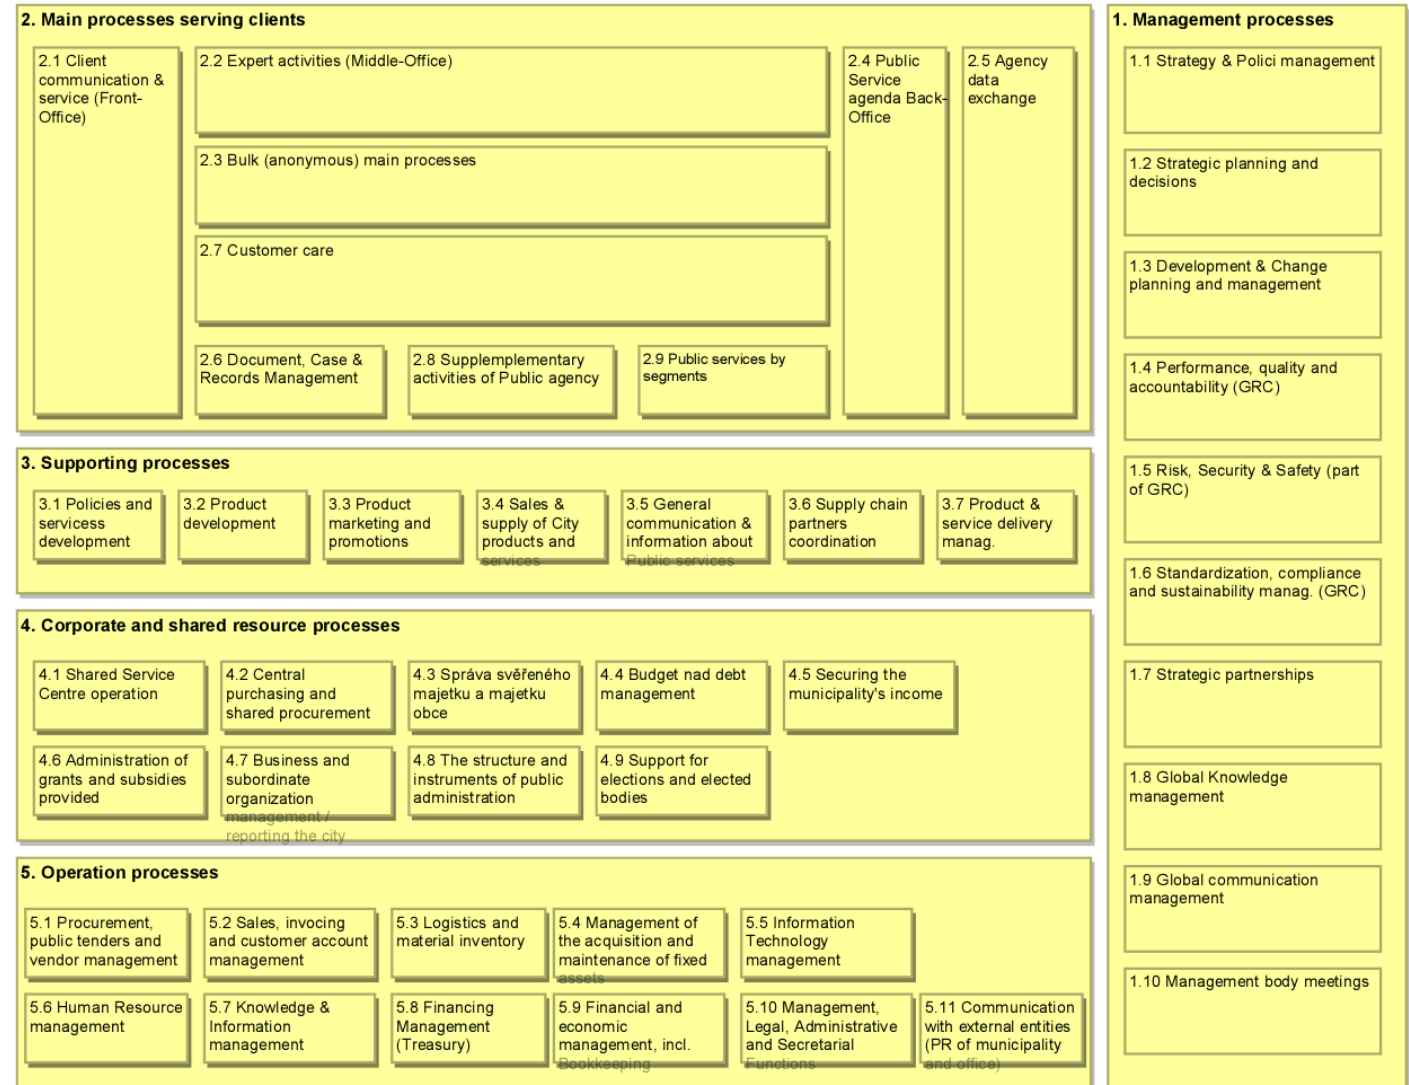 2. Main processes serving clients
2.1 Client
communication &
service (Front-
Office)
2.2 Expert activities (Middle-Office)
2.3 Bulk (anonymous) main processes
2.7 Customer care
2.6 Document, Case &
Records Management
2.8 Supplemplementary
activities of Public agency
2.9 Public services by
segments
2.4 Public
Service
agenda Back-
Office
2.5 Agency
data
exchange
3. Supporting processes
3.1 Policies and
servicess
development
3.2 Product
development
3.3 Product
marketing and
promotions
3.4 Sales &
supply of City
products and
services
3.5 General
communication &
information about
Public services
3.6 Supply chain
partners
coordination
3.7 Product &
service delivery
manag.
4. Corporate and shared resource processes
4.1 Shared Service
Centre operation
4.2 Central
purchasing and
shared procurement
4.3 Správa svěřeného
majetku a majetku
obce
4.4 Budget nad debt
management
4.5 Securing the
municipality's income
4.6 Administration of
grants and subsidies
provided
4.7 Business and
subordinate
organization
management /
reporting the city
4.8 The structure and
instruments of public
administration
4.9 Support for
elections and elected
bodies
5. Operation processes
5.1 Procurement,
public tenders and
vendor management
5.2 Sales, invocing
and customer account
management
5.3 Logistics and
material inventory
5.4 Management of
the acquisition and
maintenance of fixed
assets
5.5 Information
Technology
management
5.6 Human Resource
management
5.7 Knowledge &
Information
management
5.8 Financing
Management
(Treasury)
5.9 Financial and
economic
management, incl.
Bookkeeping
5.10 Management,
Legal, Administrative
and Secretarial
Functions
5.11 Communication
with external entities
(PR of municipality
and office)
1. Management processes
1.1 Strategy & Polici management
1.2 Strategic planning and
decisions
1.3 Development & Change
planning and management
1.4 Performance, quality and
accountability (GRC)
1.5 Risk, Security & Safety (part
of GRC)
1.6 Standardization, compliance
and sustainability manag. (GRC)
1.7 Strategic partnerships
1.8 Global Knowledge
management
1.9 Global communication
management
1.10 Management body meetings